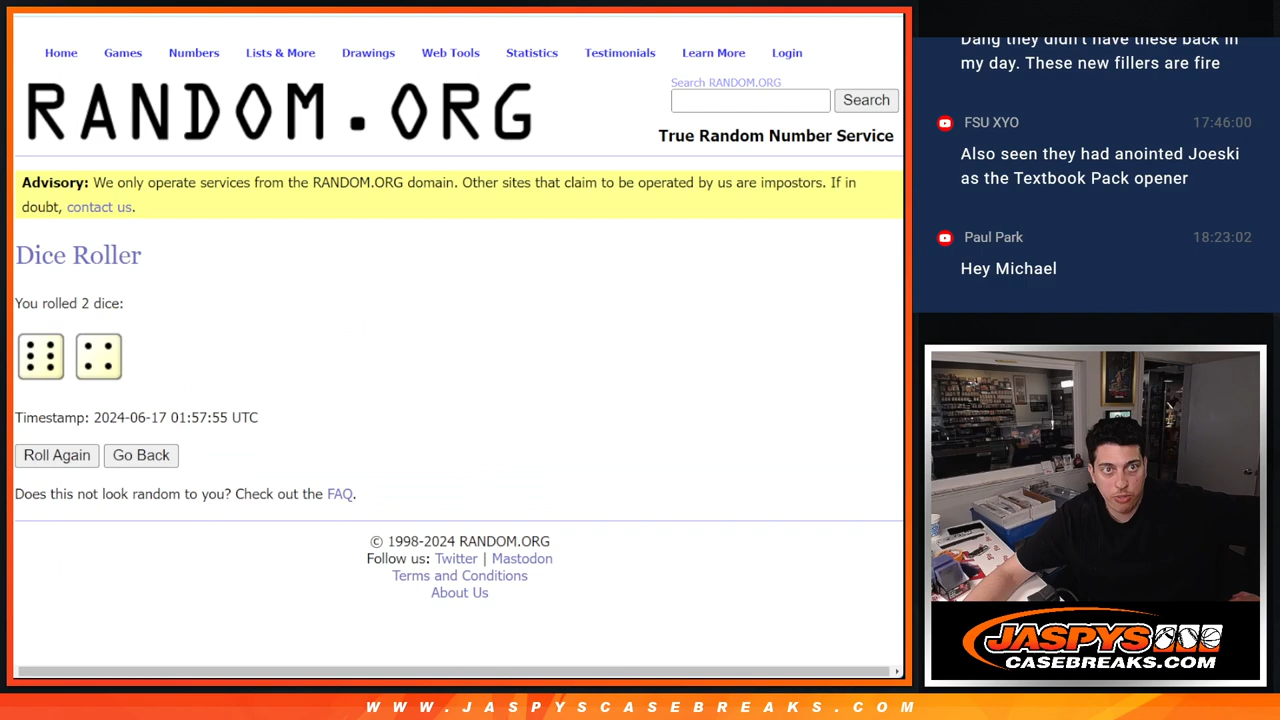 Home Games Numbers Lists & More Drawings Web Tools Statistics Testimonials Learn More Login
RANDOM.ORG
Search RANDOM.ORG
Search
True Random Number Service
Advisory: We only operate services from the RANDOM.ORG domain. Other sites that claim to be operated by us are impostors. If in
doubt, contact us.
Dice Roller
You rolled 2 dice:
Timestamp: 2024-06-17 01:57:55 UTC
Roll Again Go Back
Does this not look random to you? Check out the FAQ.
© 1998-2024 RANDOM.ORG
Follow us: Twitter | Mastodon
Terms and Conditions
About Us
Dang they didn't have these back in
my day. These new fillers are fire
FSU XYO 17:46:00
Also seen they had anointed Joeski
as the Textbook Pack opener
Paul Park 18:23:02
Hey Michael
JASPYS
CASEBREAKS.COM
WWW.JASPYSCASEBREAKS.COM